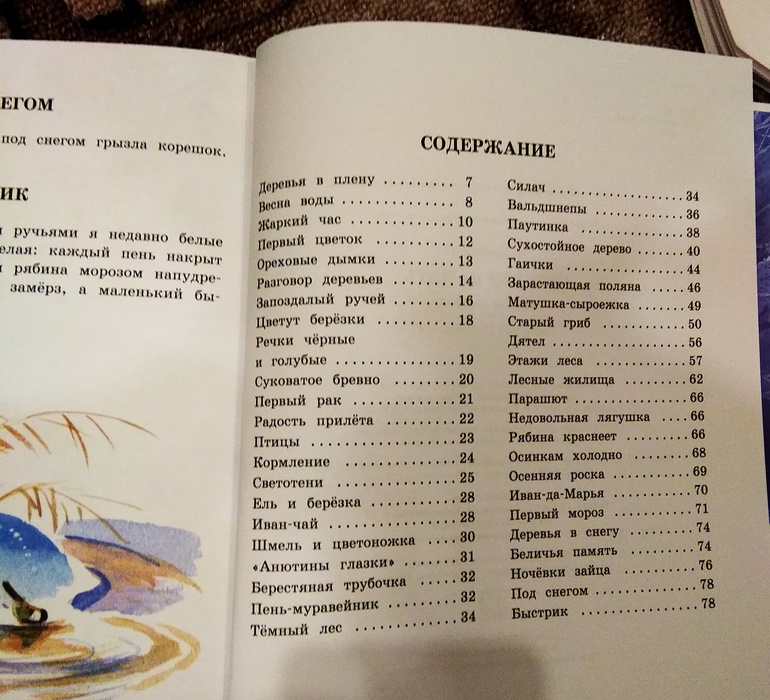 ЕГОМ
под снегом грызла корешок.
ИК
ручьями я недавно белые
елая: каждый пень накрыт
рябина морозом напудре-
замёрз, а маленький бы-
СОДЕРЖАНИЕ
Деревья в плену ......... 7
Весна воды ............ 8
Жаркий час ........... 10
Первый цветок ......... 12
Ореховые дымки ........ 13
Разговор деревьев ....... 14
Запоздалый ручей ....... 16
Цветут берёзки ......... 18
Речки чёрные
и голубые ............. 19
Суковатое бревно ........ 20
Первый рак ............ 21
Радость прилёта ......... 22
Птицы ................ 23
Кормление ............. 24
Светотени .............. 25
Ель и берёзка ........... 28
Иван-чай .............. 28
Шмель и цветоножка ..... 30
«Анютины глазки» ....... 31
Берестяная трубочка ...... 32
Пень-муравейник ........ 32
Тёмный лес ............ 34
Силач ................. 34
Вальдшнепы ............ 36
Паутинка .............. 38
Сухостойное дерево ....... 40
Гаички ................ 44
Зарастающая поляна ..... 46
Матушка-сыроежка ....... 49
Старый гриб ............ 50
Дятел ................. 56
Этажи леса ............. 57
Лесные жилища ......... 62
Парашют .............. 66
Недовольная лягушка .... 66
Рябина краснеет ......... 66
Осинкам холодно ........ 68
Осенняя роска .......... 69
Иван-да-Марья .......... 70
Первый мороз ........... 71
Деревья в снегу ......... 74
Беличья память ......... 74
Ночёвки зайца .......... 76
Под снегом ............. 78
Быстрик ............... 78